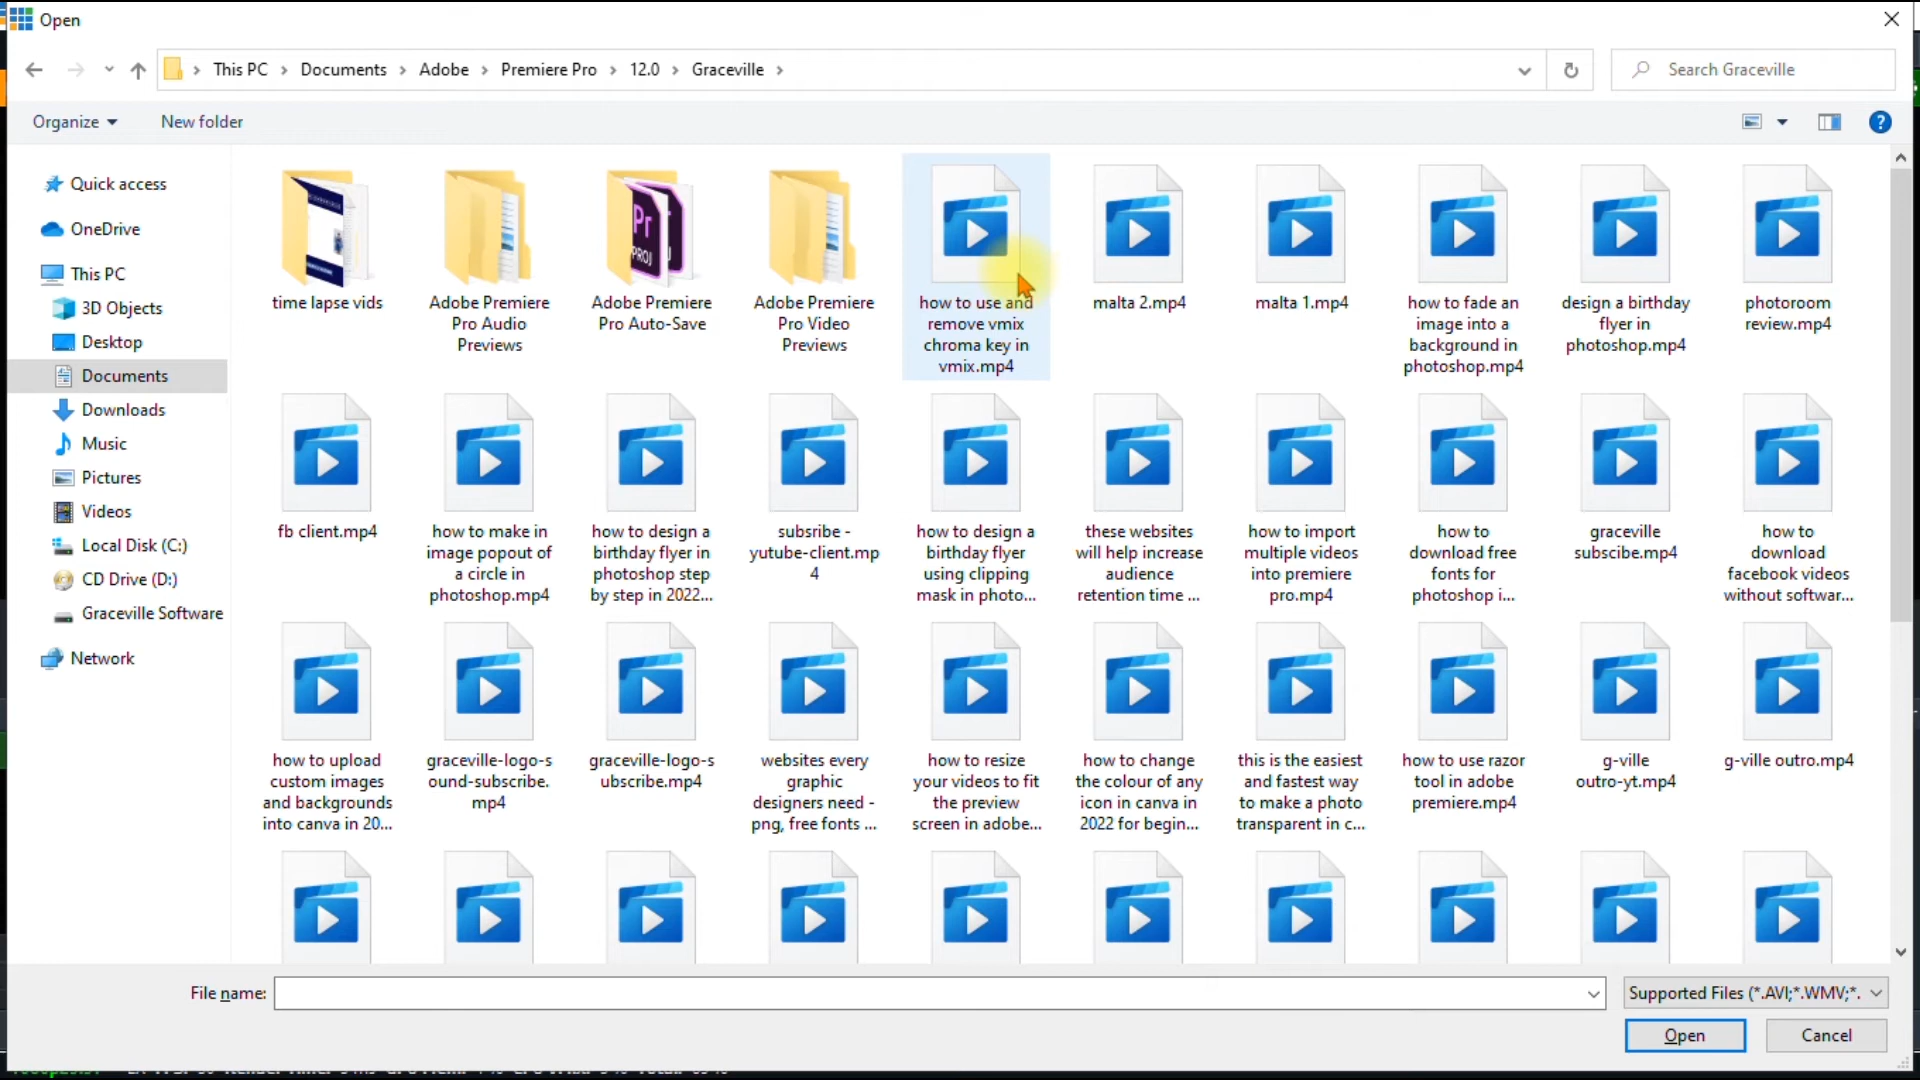 Open
This PC > Documents > Adobe > Premiere Pro > 12.0 > Graceville >
Search Graceville
Organize
New folder
Quick access
OneDrive
This PC
3D Objects
Desktop
Documents
Downloads
Music
Pictures
Videos
Local Disk (C:)
CD Drive (D:)
Graceville Software
Network
time lapse vids
Adobe Premiere
Pro Audio
Previews
Adobe Premiere
Pro Auto-Save
Adobe Premiere
Pro Video
Previews
how to use and
remove vmix
chroma key in
vmix.mp4
malta 2.mp4
malta 1.mp4
how to fade an
image into a
background in
photoshop.mp4
design a birthday
flyer in
photoshop.mp4
photoroom
review.mp4
fb client.mp4
how to make in
image popout of
a circle in
photoshop.mp4
how to design a
birthday flyer in
photoshop step
by step in 2022...
subsribe -
yutube-client.mp
4
how to design a
birthday flyer
using clipping
mask in photo...
these websites
will help increase
audience
retention time ...
how to import
multiple videos
into premiere
pro.mp4
how to
download free
fonts for
photoshop i...
graceville
subscibe.mp4
how to
download
facebook videos
without softwar...
how to upload
custom images
and backgrounds
into canva in 20...
graceville-logo-s
ound-subscribe.
mp4
graceville-logo-s
ubscribe.mp4
websites every
graphic
designers need -
png, free fonts ...
how to resize
your videos to fit
the preview
screen in adobe...
how to change
the colour of any
icon in canva in
2022 for begin...
this is the easiest
and fastest way
to make a photo
transparent in c...
how to use razor
tool in adobe
premiere.mp4
g-ville
outro-yt.mp4
g-ville outro.mp4
File name:
Supported Files (*.AVI;*.WMV;*.
Open
Cancel